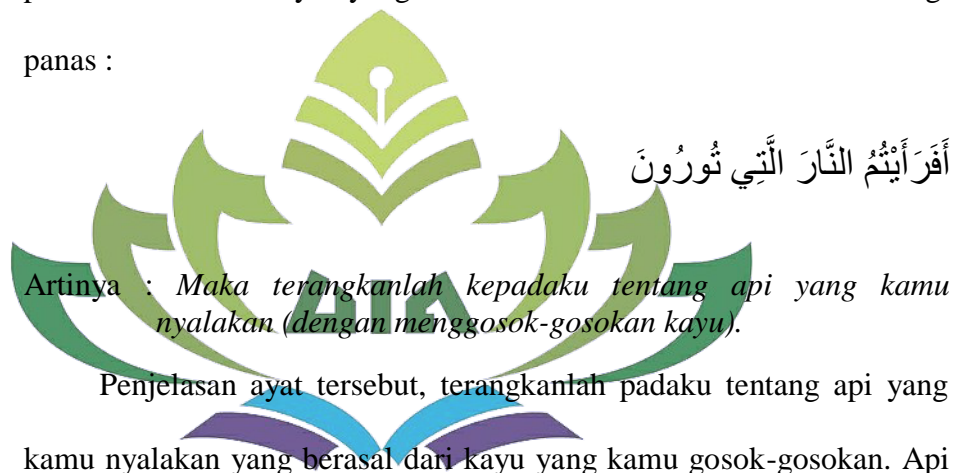 panas :
أَفَرَأَيْتُمُ النَّارَ الَّتِي تُورُونَ
Artinya : Maka terangkanlah kepadaku tentang api yang kamu
nyalakan (dengan menggosok-gosokan kayu).
Penjelasan ayat tersebut, terangkanlah padaku tentang api yang
kamu nyalakan yang berasal dari kayu yang kamu gosok-gosokan. Api